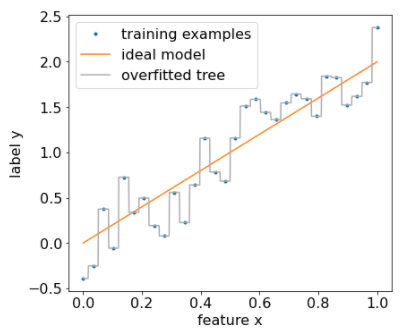 2.5
2.0
1.5
1.0
0.5
0.0
−0.5
label y
training examples
ideal model
overfitted tree
0.0 0.2 0.4 0.6 0.8 1.0
feature x